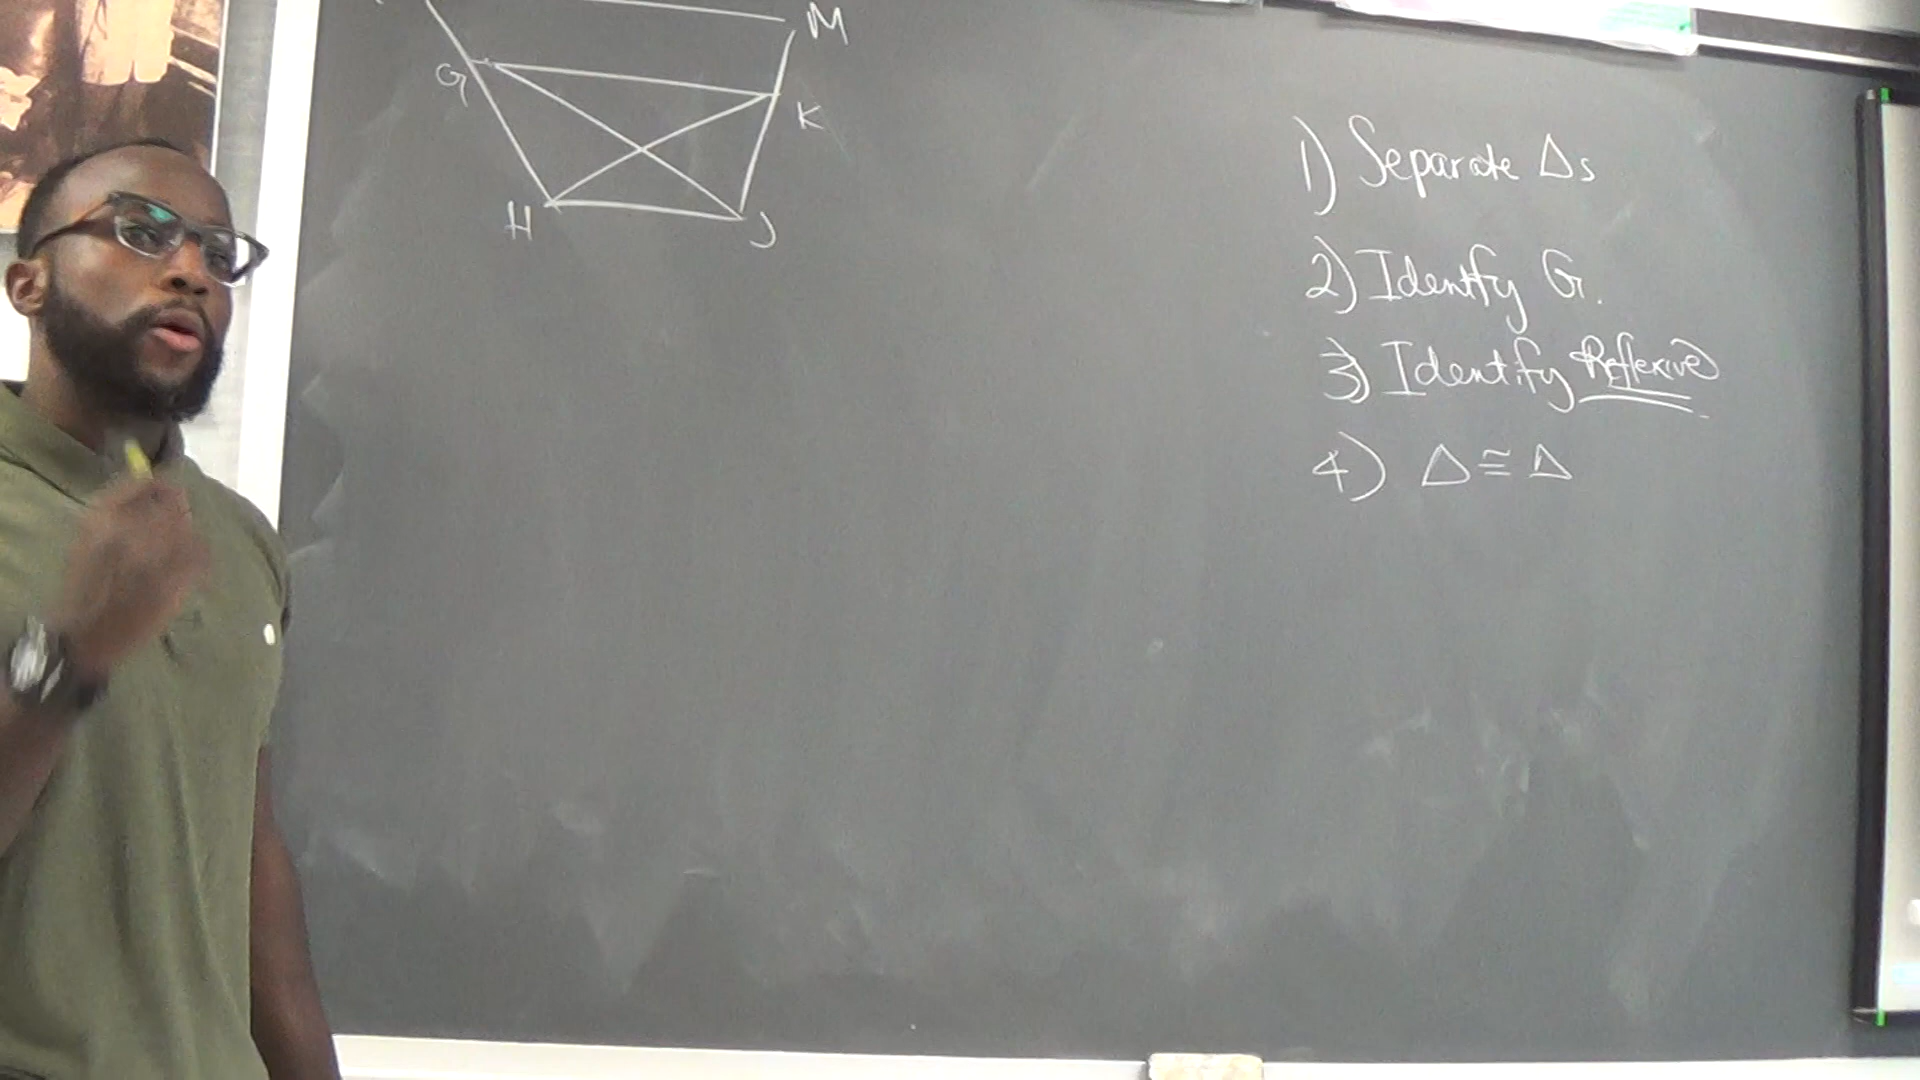 M
G
K
H
J
1) Separate Δs
2) Identify G.
3) Identify Reflexive
4) Δ ≅ Δ